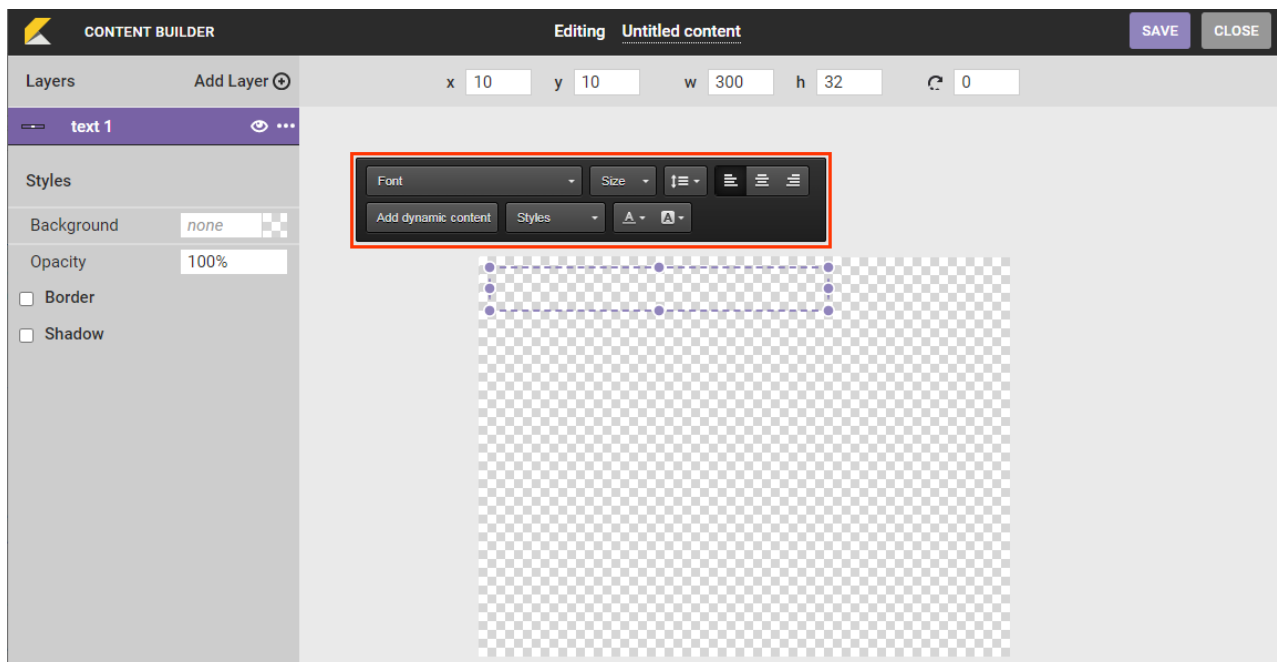 CONTENT BUILDER Editing Untitled content SAVE CLOSE
Layers Add Layer x 10 y 10 w 300 h 32 0
text 1
Styles
Font Size
Add dynamic content Styles A A
Background none
Opacity 100%
Border
Shadow